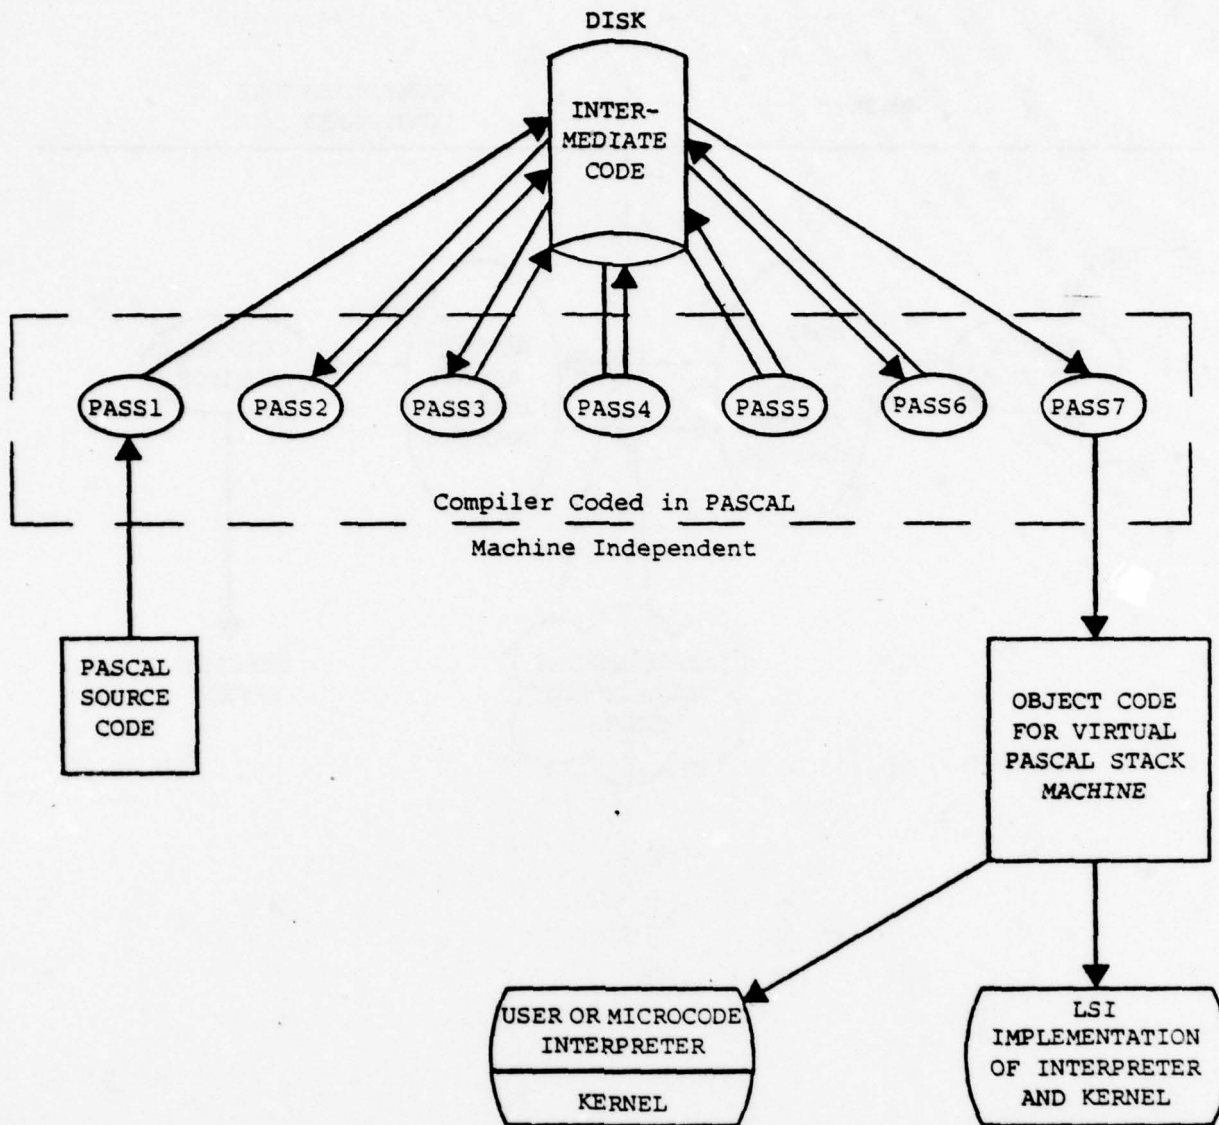 DISK
INTER-
MEDIATE
CODE
PASS1
PASS2
PASS3
PASS4
PASS5
PASS6
PASS7
Compiler Coded in PASCAL
Machine Independent
PASCAL
SOURCE
CODE
OBJECT CODE
FOR VIRTUAL
PASCAL STACK
MACHINE
USER OR MICROCODE
INTERPRETER
KERNEL
LSI
IMPLEMENTATION
OF INTERPRETER
AND KERNEL